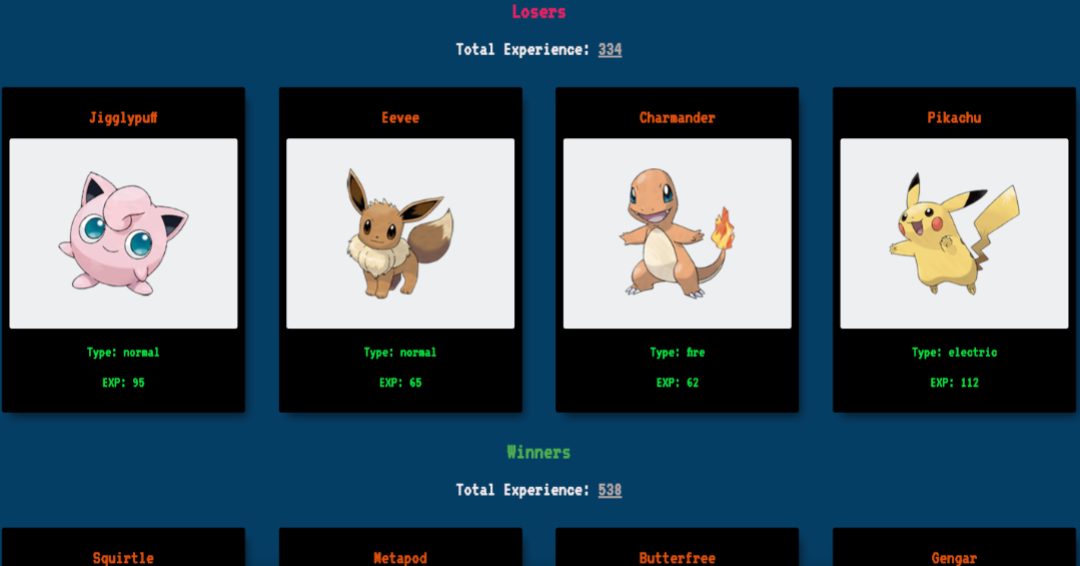 Losers
Total Experience: 334
Jigglypuff Eevee Charmander Pikachu
Type: normal Type: normal Type: fire Type: electric
EXP: 95 EXP: 65 EXP: 62 EXP: 112
Winners
Total Experience: 538
Squirtle Metapod Butterfree Gengar